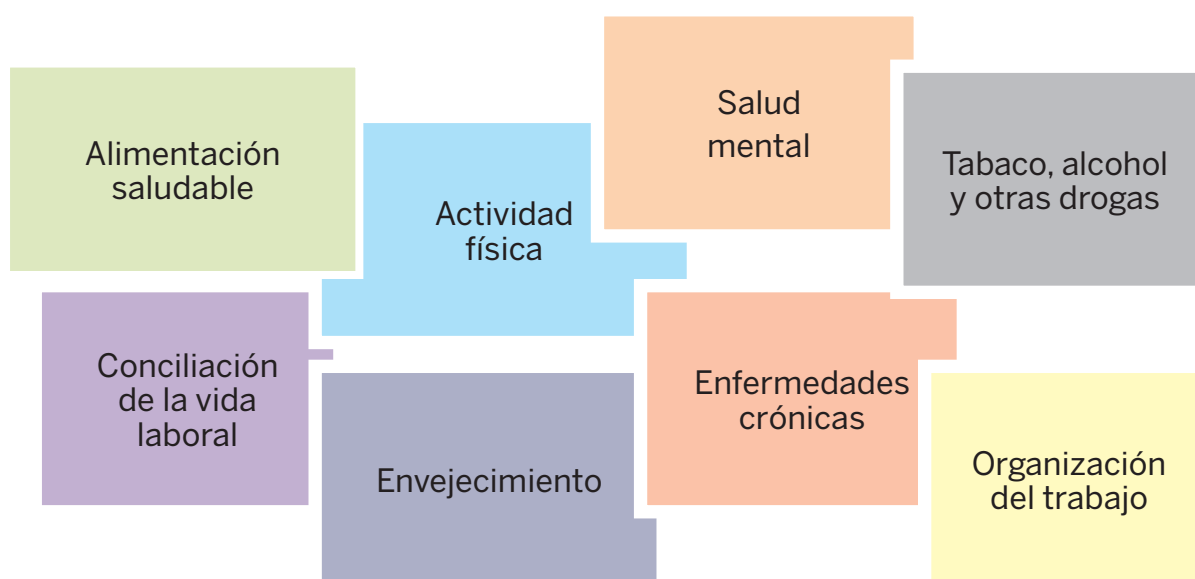 Alimentación
saludable
Actividad
física
Salud
mental
Tabaco, alcohol
y otras drogas
Conciliación
de la vida
laboral
Envejecimiento
Enfermedades
crónicas
Organización
del trabajo